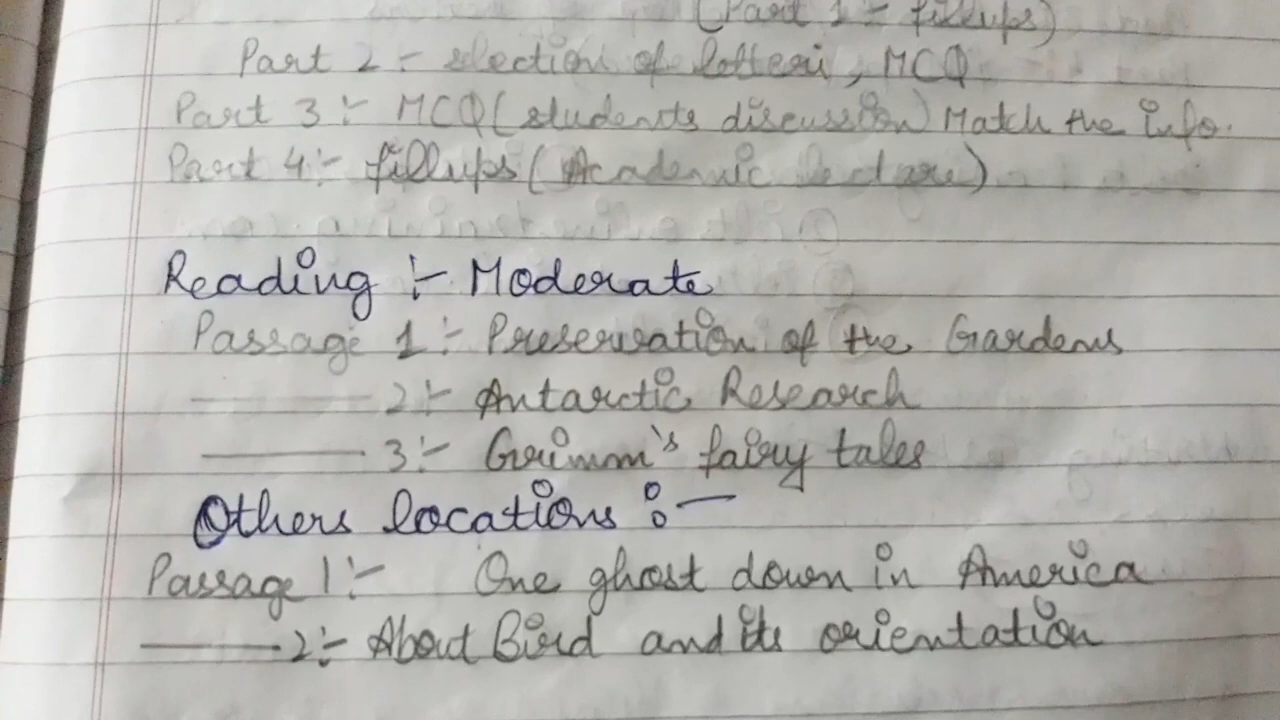 (Part 1 :- fillups)
Part 2 :- slection of letters, MCQ
Part 3 :- MCQ (students discussion) Match the info.
Part 4 :- fillups (Academic lecture)
Reading :- Moderate
Passage 1 :- Preservation of the Gardens
——— 2 :- Antarctic Research
——— 3 :- Grimm's fairy tales
Others locations :—
Passage 1 :- One ghost down in America
——— 2 :- About Bird and its orientation